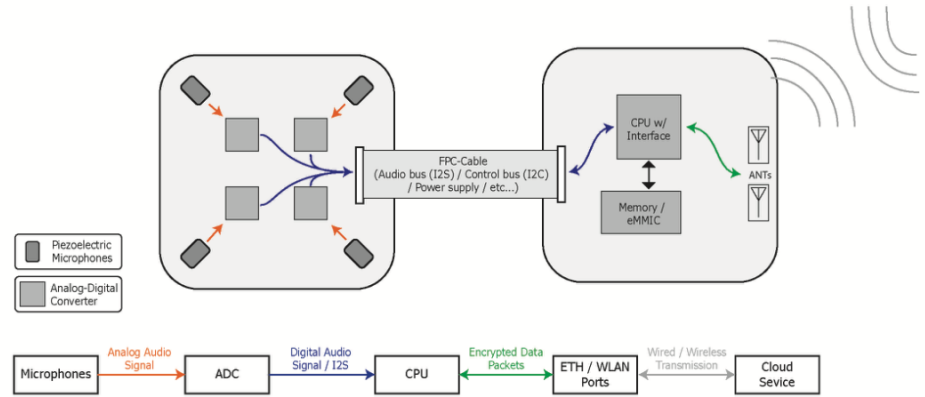 CPU w/
Interface
FPC-Cable
(Audio bus (I2S) / Control bus (I2C)
/ Power supply / etc...)
ANTs
Memory /
eMMIC
Piezoelectric
Microphones
Analog-Digital
Converter
Analog Audio
Signal
Digital Audio
Signal / I2S
Encrypted Data
Packets
Wired / Wireless
Transmission
Microphones
ADC
CPU
ETH / WLAN
Ports
Cloud
Sevice